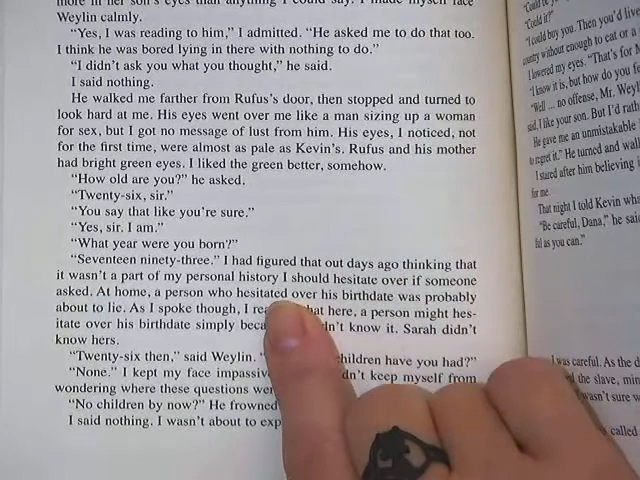 more in her son's eyes than anything I could say. I made myself face
Weylin calmly.
"Yes, I was reading to him," I admitted. "He asked me to do that too.
I think he was bored lying in there with nothing to do."
"I didn't ask you what you thought," he said.
I said nothing.
He walked me farther from Rufus's door, then stopped and turned to
look hard at me. His eyes went over me like a man sizing up a woman
for sex, but I got no message of lust from him. His eyes, I noticed, not
for the first time, were almost as pale as Kevin's. Rufus and his mother
had bright green eyes. I liked the green better, somehow.
"How old are you?" he asked.
"Twenty-six, sir."
"You say that like you're sure."
"Yes, sir. I am."
"What year were you born?"
"Seventeen ninety-three." I had figured that out days ago thinking that
it wasn't a part of my personal history I should hesitate over if someone
asked. At home, a person who hesitated over his birthdate was probably
about to lie. As I spoke though, I rea hat here, a person might hes-
itate over his birthdate simply beca n't know it. Sarah didn't
know hers.
"Twenty-six then," said Weylin. children have you had?"
"None." I kept my face impassiv dn't keep myself from
wondering where these questions wer
"No children by now?" He frowned
I said nothing. I wasn't about to exp
"Could it?"
"I could buy you. Then you'd live
country without enough to eat or a
I lowered my eyes. "That's for M
"I know it is, but how do you fe
"Well ... no offense, Mr. Weyl
said. I like your son. But I'd rath
He gave me an unmistakable
to regret it." He turned and wal
I stared after him believing
for me.
That night I told Kevin wha
"Be careful, Dana," he said
ful as you can."
I was careful. As the d
the slave, min
wasn't sure w
called